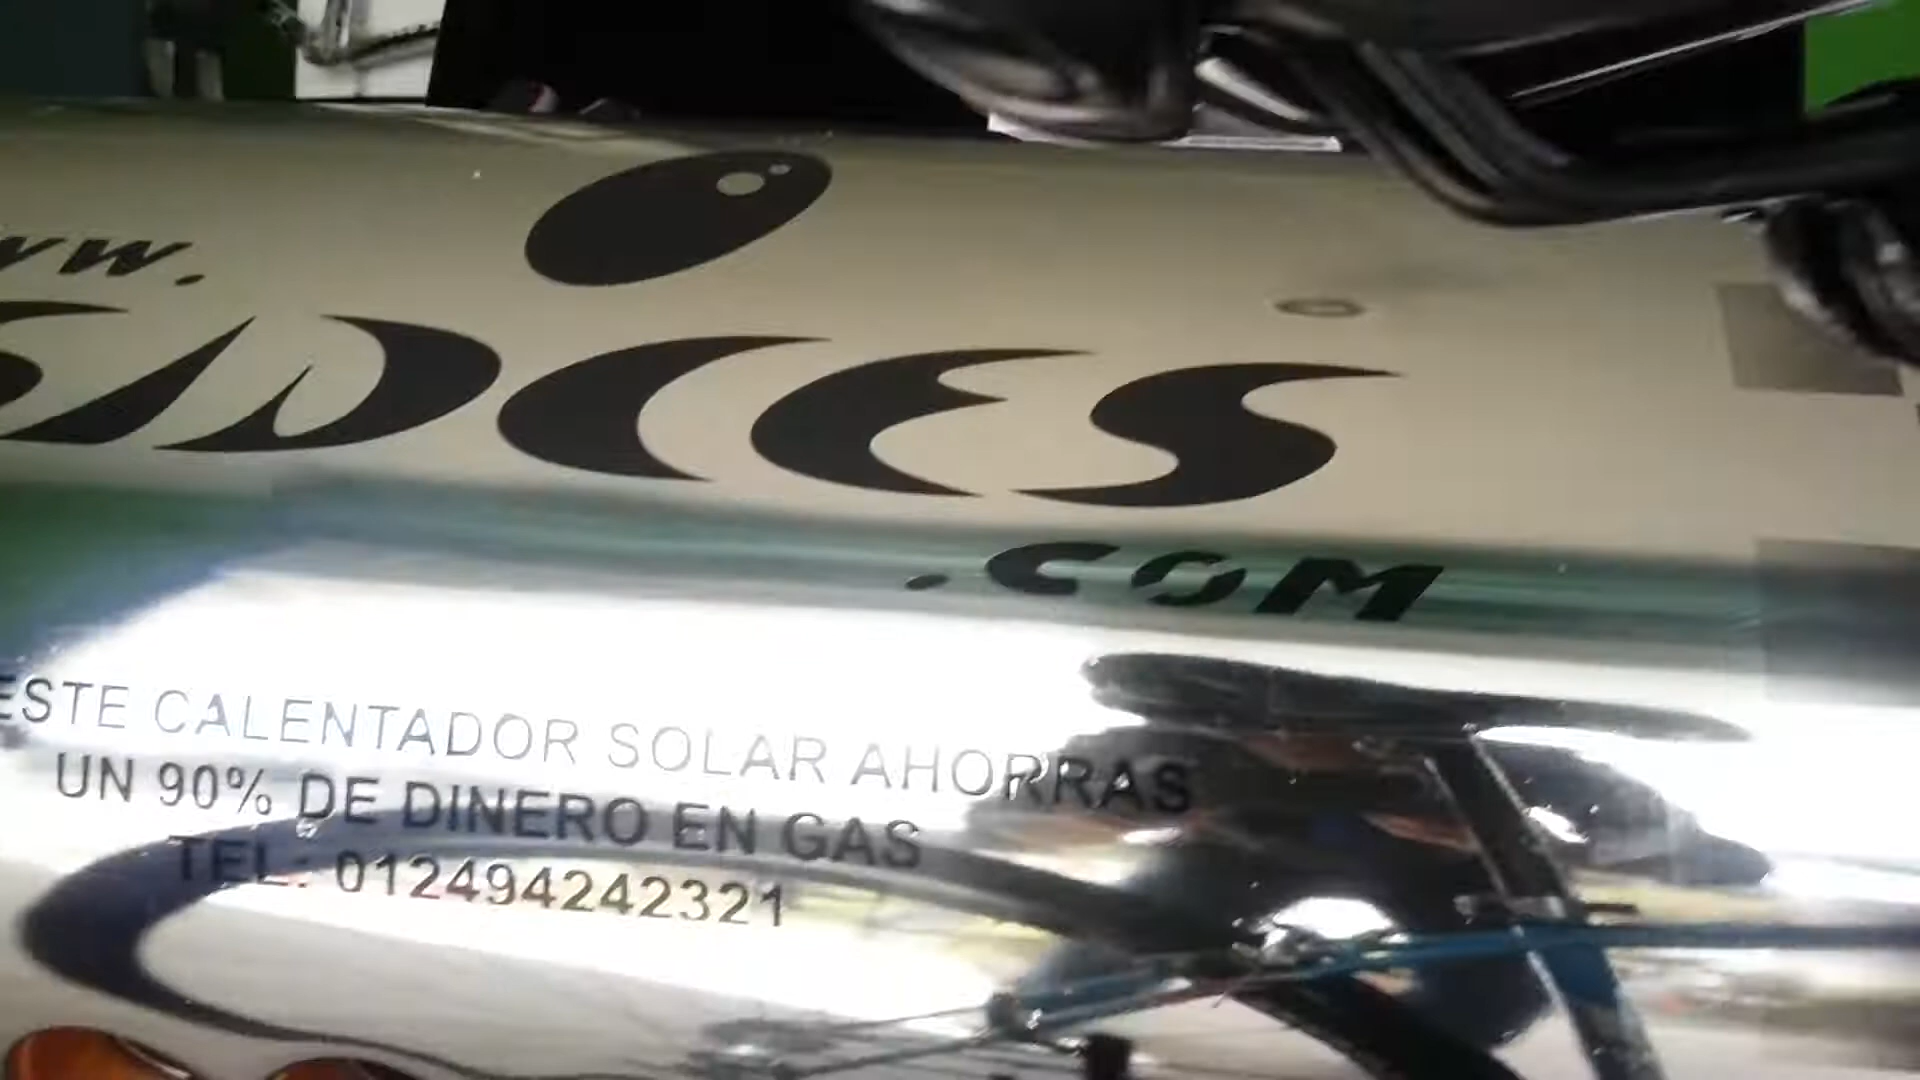 .COM
ESTE CALENTADOR SOLAR AHORRAS
UN 90% DE DINERO EN GAS
TEL: 012494242321